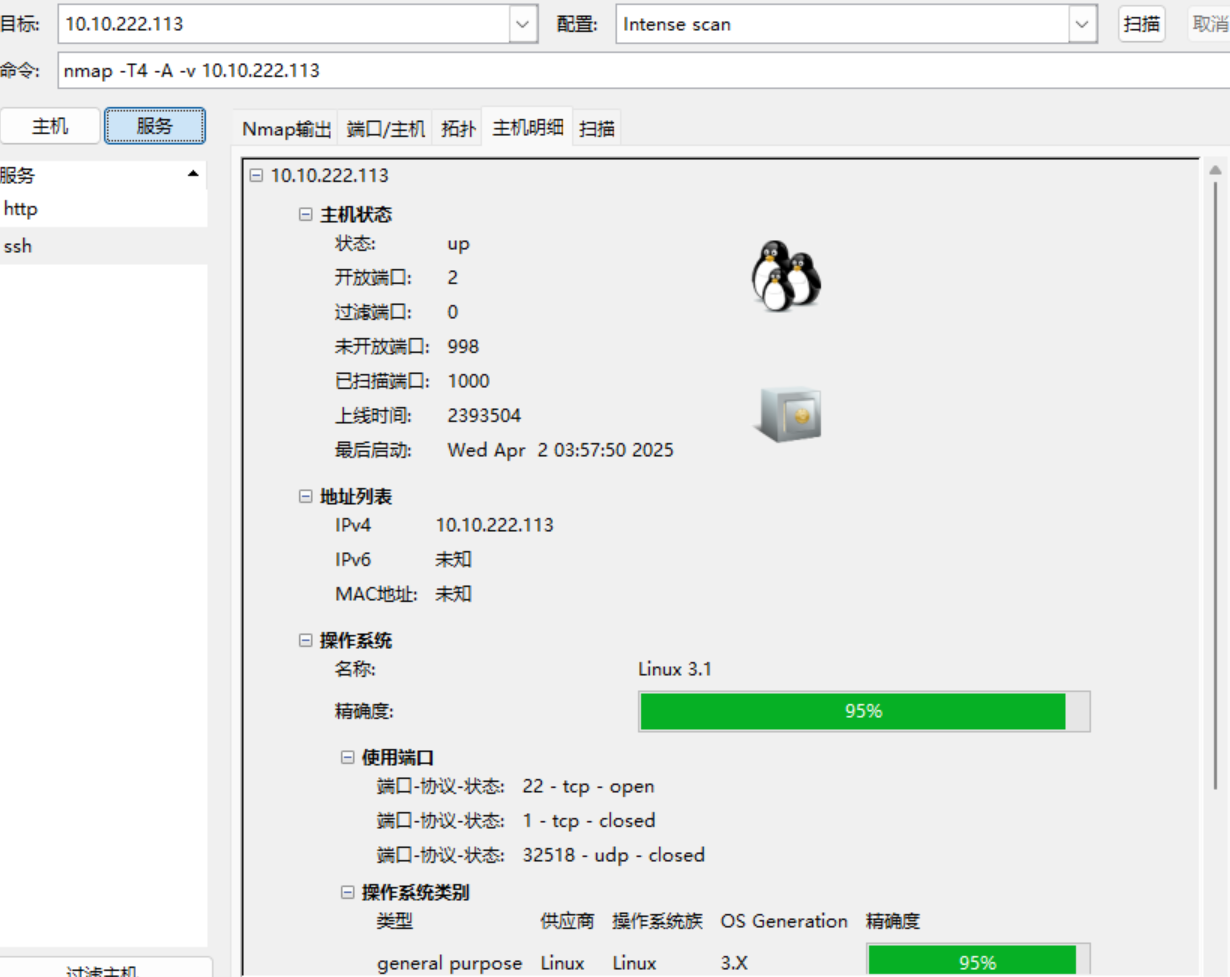 目标: 10.10.222.113 配置: Intense scan 扫描 取消
命令: nmap -T4 -A -v 10.10.222.113
主机 服务 Nmap输出 端口/主机 拓扑 主机明细 扫描
服务
http
ssh
10.10.222.113
主机状态
状态: up
开放端口: 2
过滤端口: 0
未开放端口: 998
已扫描端口: 1000
上线时间: 2393504
最后启动: Wed Apr 2 03:57:50 2025
地址列表
IPv4 10.10.222.113
IPv6 未知
MAC地址: 未知
操作系统
名称: Linux 3.1
精确度: 95%
使用端口
端口-协议-状态: 22 - tcp - open
端口-协议-状态: 1 - tcp - closed
端口-协议-状态: 32518 - udp - closed
操作系统类别
类型 供应商 操作系统族 OS Generation 精确度
general purpose Linux Linux 3.X 95%
过滤主机